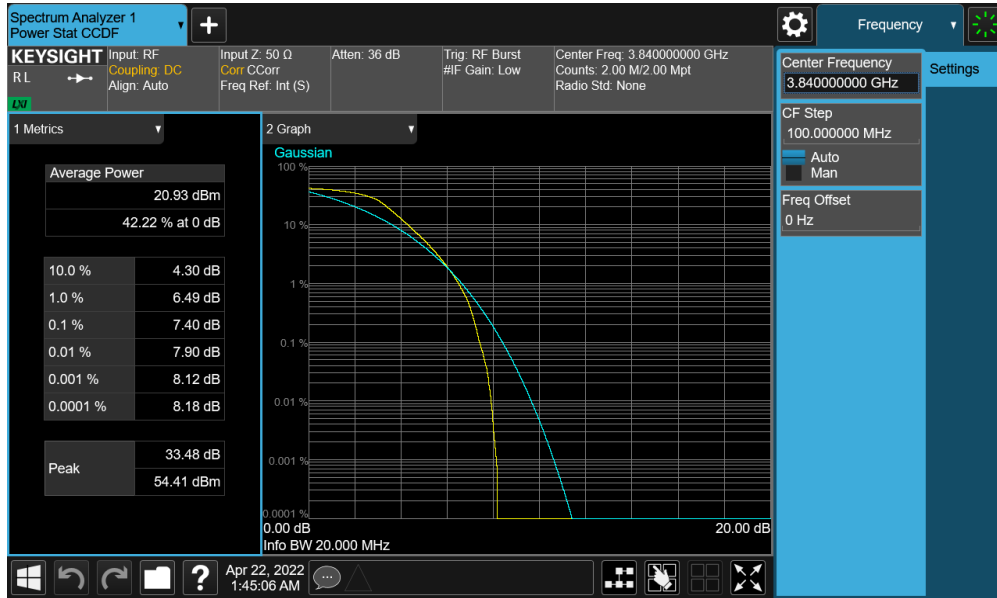 Spectrum Analyzer 1
Power Stat CCDF
+
Frequency
KEYSIGHT
RL
LXI
Input: RF
Coupling: DC
Align: Auto
Input Z: 50 Ω
Corr CCorr
Freq Ref: Int (S)
Atten: 36 dB
Trig: RF Burst
#IF Gain: Low
Center Freq: 3.840000000 GHz
Counts: 2.00 M/2.00 Mpt
Radio Std: None
Center Frequency
3.840000000 GHz
Settings
CF Step
100.000000 MHz
Auto
Man
Freq Offset
0 Hz
1 Metrics
Average Power
20.93 dBm
42.22 % at 0 dB
10.0 % 4.30 dB
1.0 % 6.49 dB
0.1 % 7.40 dB
0.01 % 7.90 dB
0.001 % 8.12 dB
0.0001 % 8.18 dB
Peak
33.48 dB
54.41 dBm
2 Graph
Gaussian
100 %
10 %
1 %
0.1 %
0.01 %
0.001 %
0.0001 %
0.00 dB 20.00 dB
Info BW 20.000 MHz
?
Apr 22, 2022
1:45:06 AM